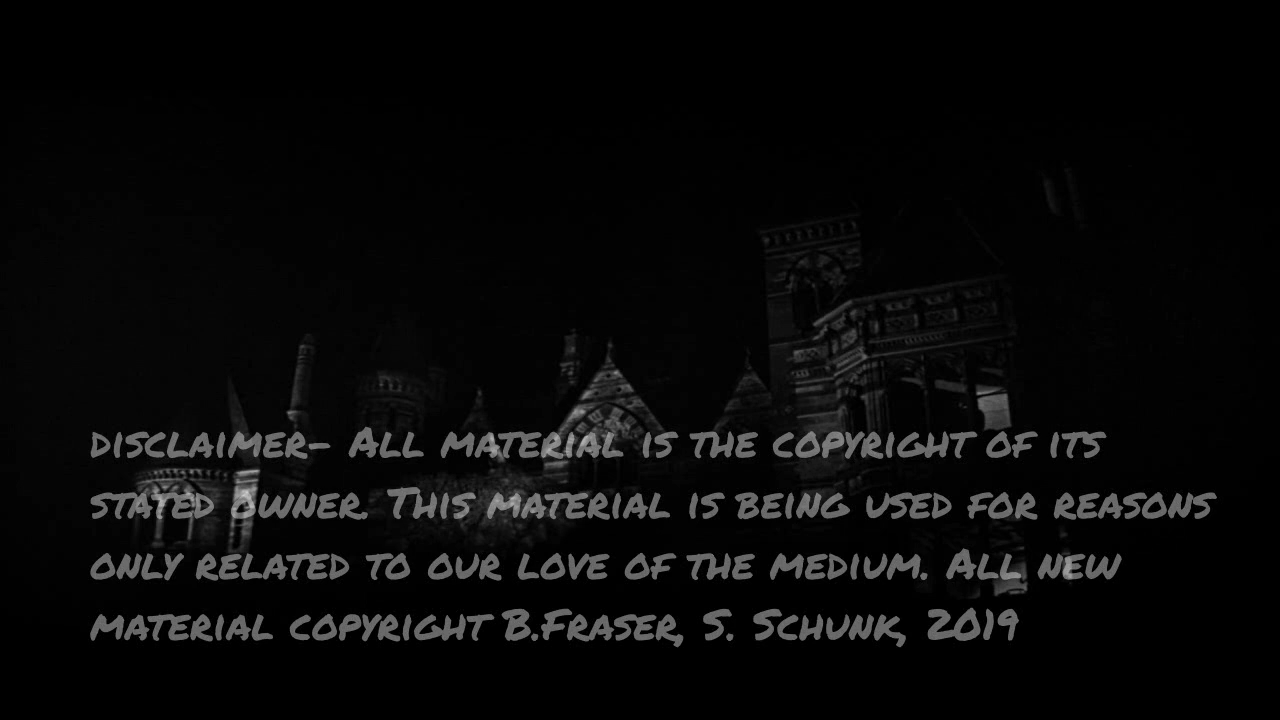 DISCLAIMER- ALL MATERIAL IS THE COPYRIGHT OF ITS
STATED OWNER. THIS MATERIAL IS BEING USED FOR REASONS
ONLY RELATED TO OUR LOVE OF THE MEDIUM. ALL NEW
MATERIAL COPYRIGHT B.FRASER, S. SCHUNK, 2019